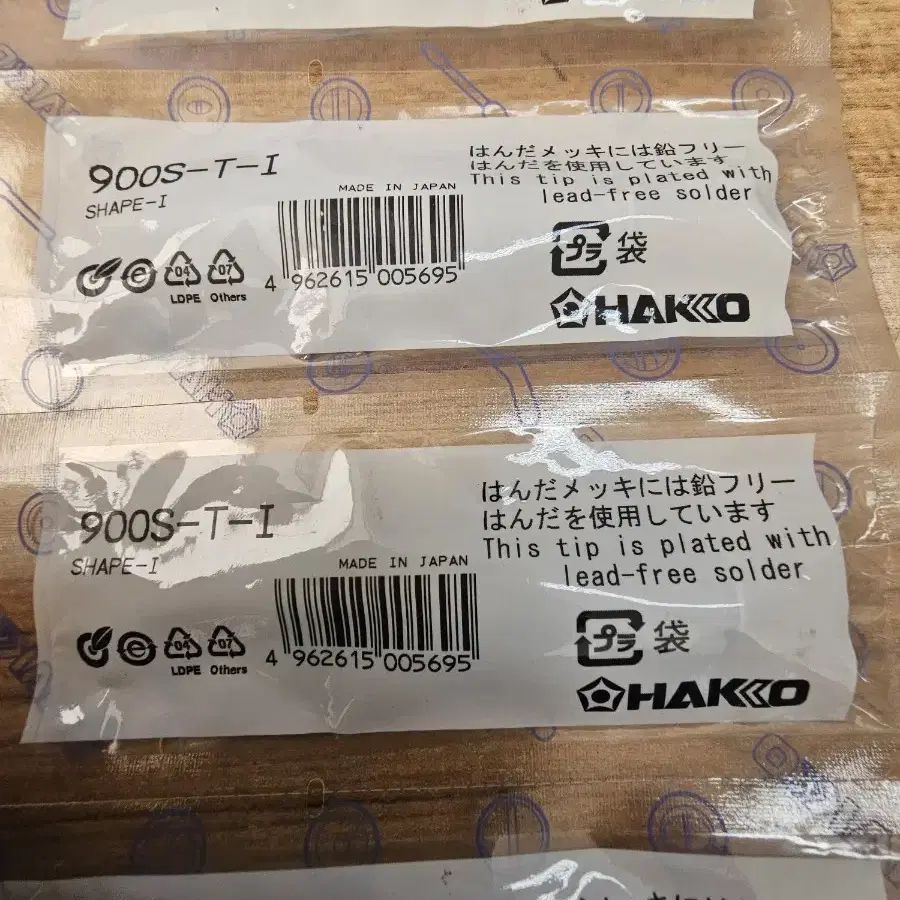 900S-T-I
SHAPE-I
MADE IN JAPAN
4 962615 005695
04 07
LDPE Others
はんだメッキには鉛フリー
はんだを使用しています
This tip is plated with
lead-free solder
プラ 袋
HAKKO
900S-T-I
SHAPE-I
MADE IN JAPAN
4 962615 005695
04 07
LDPE Others
はんだメッキには鉛フリー
はんだを使用しています
This tip is plated with
lead-free solder
プラ 袋
HAKKO